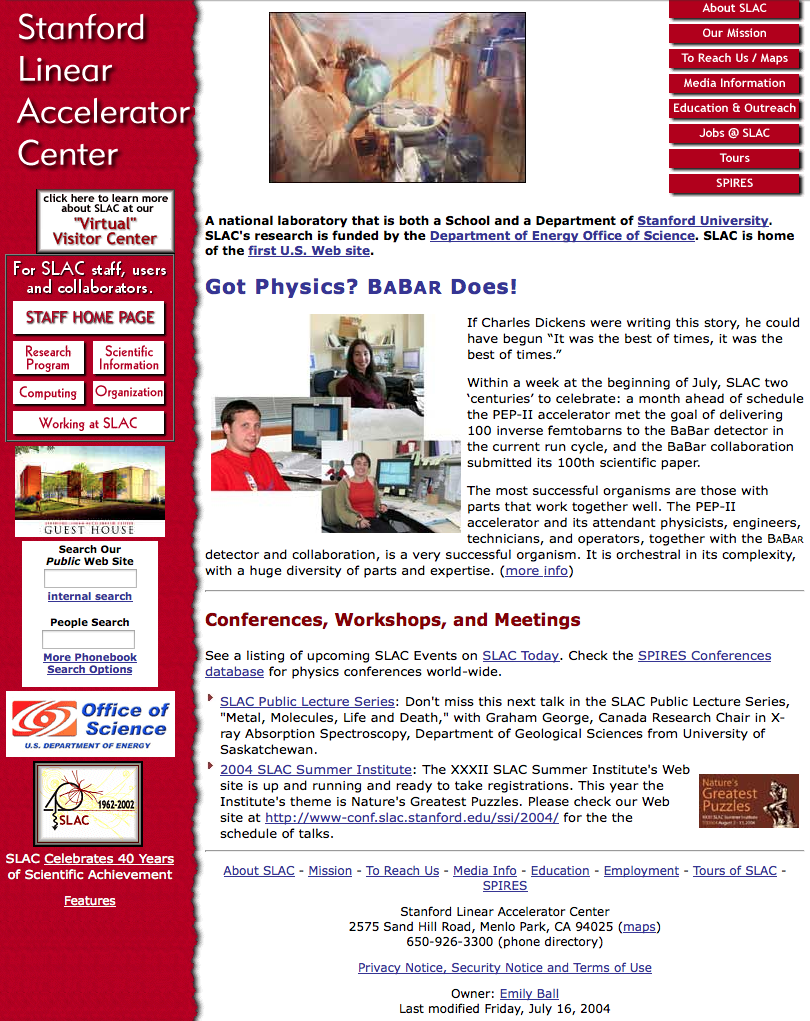 Stanford
Linear
Accelerator
Center
click here to learn more
about SLAC at our
"Virtual"
Visitor Center
For SLAC staff, users
and collaborators.
STAFF HOME PAGE
Research
Program
Scientific
Information
Computing
Organization
Working at SLAC
STANFORD LINEAR ACCELERATOR CENTER
GUEST HOUSE
Search Our
Public Web Site
internal search
People Search
More Phonebook
Search Options
Office of
Science
U.S. DEPARTMENT OF ENERGY
1962-2002
40
SLAC
SLAC Celebrates 40 Years
of Scientific Achievement
Features
About SLAC
Our Mission
To Reach Us / Maps
Media Information
Education & Outreach
Jobs @ SLAC
Tours
SPIRES
A national laboratory that is both a School and a Department of Stanford University.
SLAC's research is funded by the Department of Energy Office of Science. SLAC is home
of the first U.S. Web site.
Got Physics? BABAR Does!
If Charles Dickens were writing this story, he could
have begun “It was the best of times, it was the
best of times.”
Within a week at the beginning of July, SLAC two
‘centuries’ to celebrate: a month ahead of schedule
the PEP-II accelerator met the goal of delivering
100 inverse femtobarns to the BaBar detector in
the current run cycle, and the BaBar collaboration
submitted its 100th scientific paper.
The most successful organisms are those with
parts that work together well. The PEP-II
accelerator and its attendant physicists, engineers,
technicians, and operators, together with the BABAR
detector and collaboration, is a very successful organism. It is orchestral in its complexity,
with a huge diversity of parts and expertise. (more info)
Conferences, Workshops, and Meetings
See a listing of upcoming SLAC Events on SLAC Today. Check the SPIRES Conferences
database for physics conferences world-wide.
SLAC Public Lecture Series: Don't miss this next talk in the SLAC Public Lecture Series,
"Metal, Molecules, Life and Death," with Graham George, Canada Research Chair in X-
ray Absorption Spectroscopy, Department of Geological Sciences from University of
Saskatchewan.
2004 SLAC Summer Institute: The XXXII SLAC Summer Institute's Web
site is up and running and ready to take registrations. This year the
Institute's theme is Nature's Greatest Puzzles. Please check our Web
site at http://www-conf.slac.stanford.edu/ssi/2004/ for the the
schedule of talks.
Nature's
Greatest
Puzzles
About SLAC - Mission - To Reach Us - Media Info - Education - Employment - Tours of SLAC -
SPIRES
Stanford Linear Accelerator Center
2575 Sand Hill Road, Menlo Park, CA 94025 (maps)
650-926-3300 (phone directory)
Privacy Notice, Security Notice and Terms of Use
Owner: Emily Ball
Last modified Friday, July 16, 2004